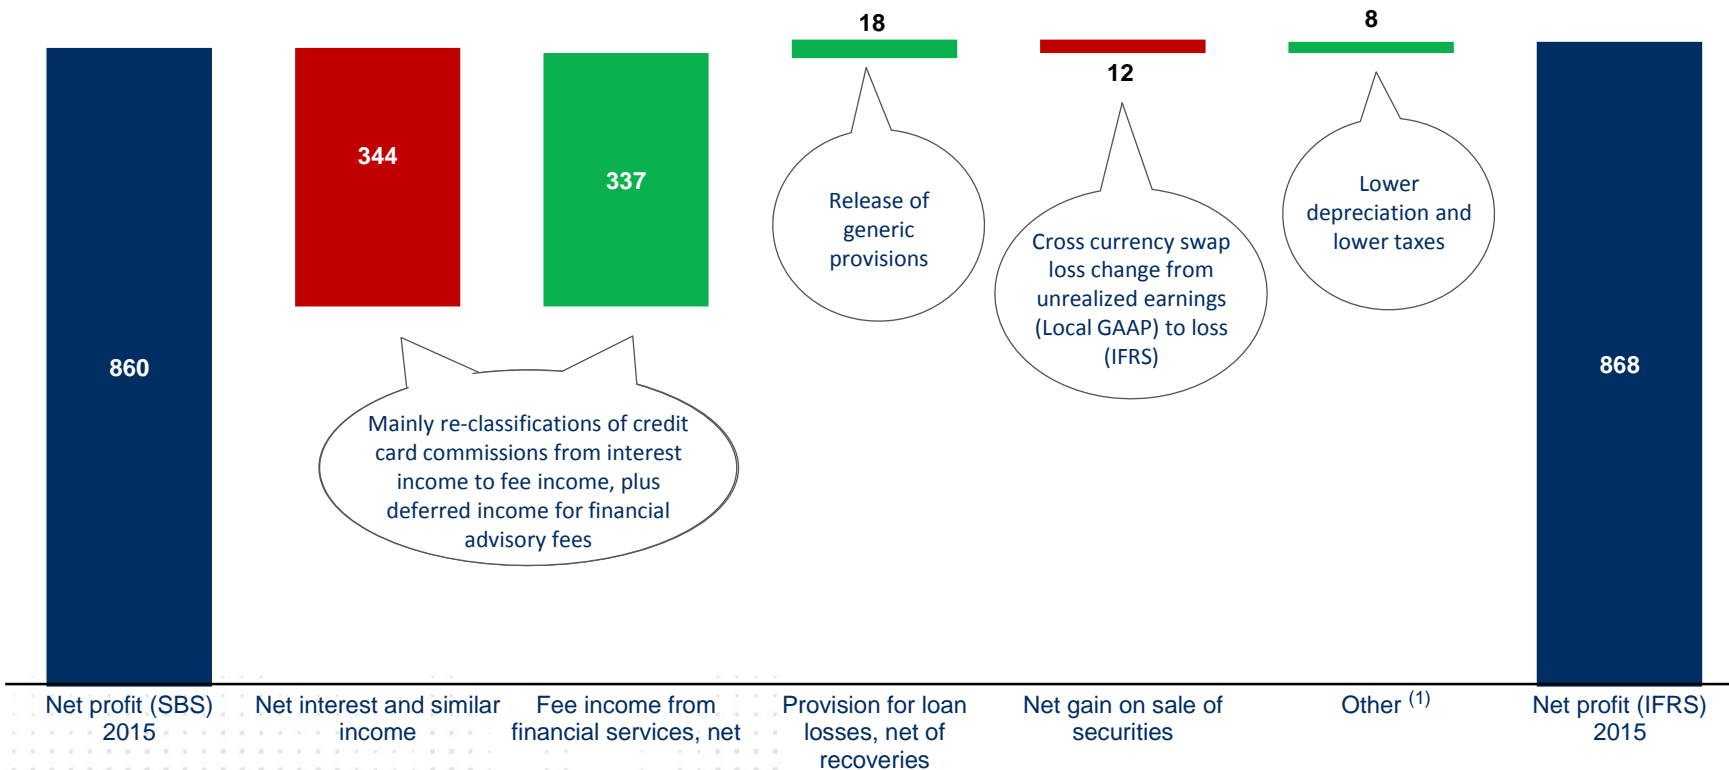 18
8
12
344
337
860
868
Release of
generic
provisions
Cross currency swap
loss change from
unrealized earnings
(Local GAAP) to loss
(IFRS)
Lower
depreciation and
lower taxes
Mainly re-classifications of credit
card commissions from interest
income to fee income, plus
deferred income for financial
advisory fees
Net profit (SBS)
2015
Net interest and similar
income
Fee income from
financial services, net
Provision for loan
losses, net of
recoveries
Net gain on sale of
securities
Other (1)
Net profit (IFRS)
2015